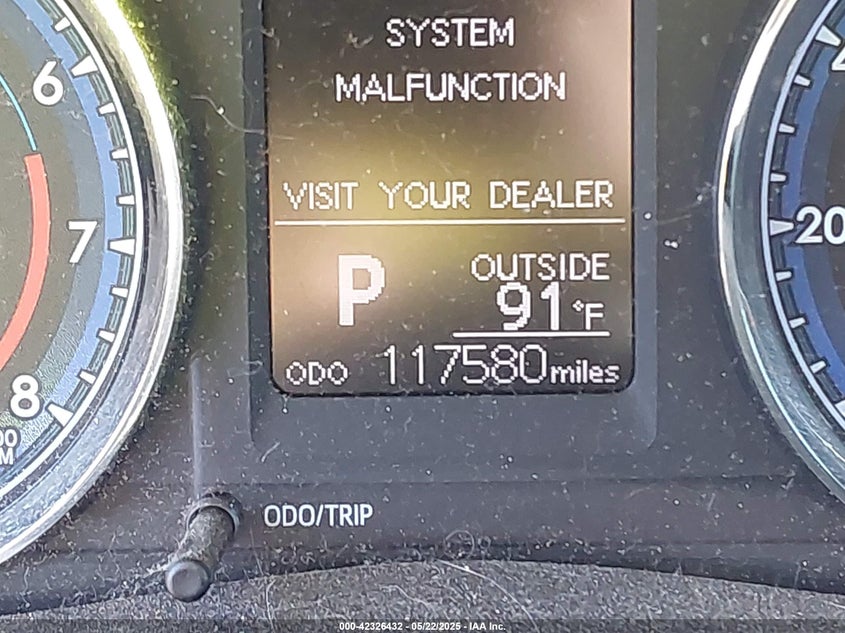 SYSTEM
MALFUNCTION
VISIT YOUR DEALER
P
OUTSIDE
91°F
ODO 117580miles
6
7
8
20
ODO/TRIP
000-42326432 - 05/22/2025 - IAA Inc.